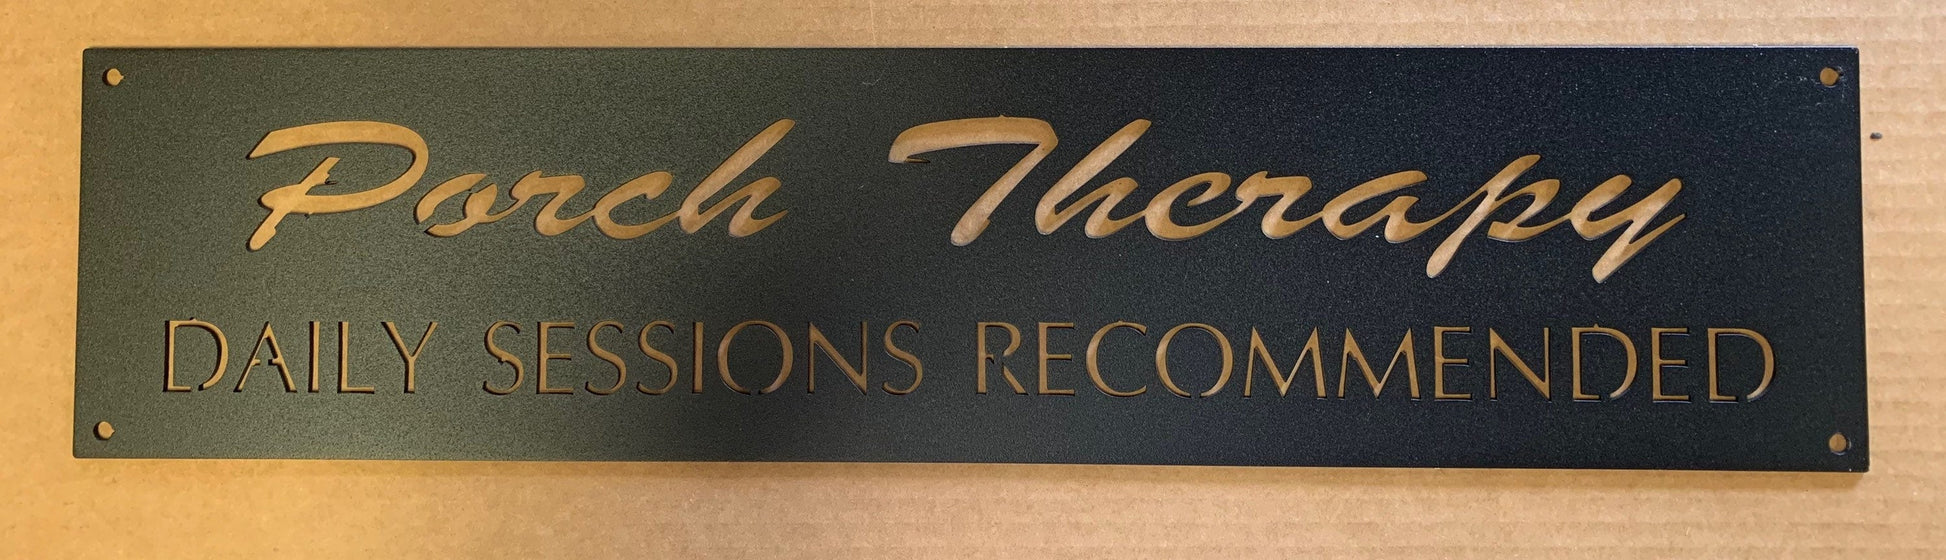 Porch Therapy
DAILY SESSIONS RECOMMENDED